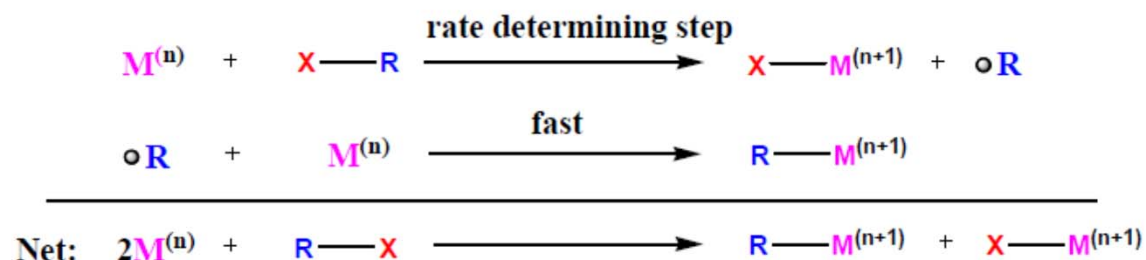 rate determining step
M(n) + X—R X—M(n+1) + R
fast
R + M(n) R—M(n+1)
Net: 2M(n) + R—X R—M(n+1) + X—M(n+1)